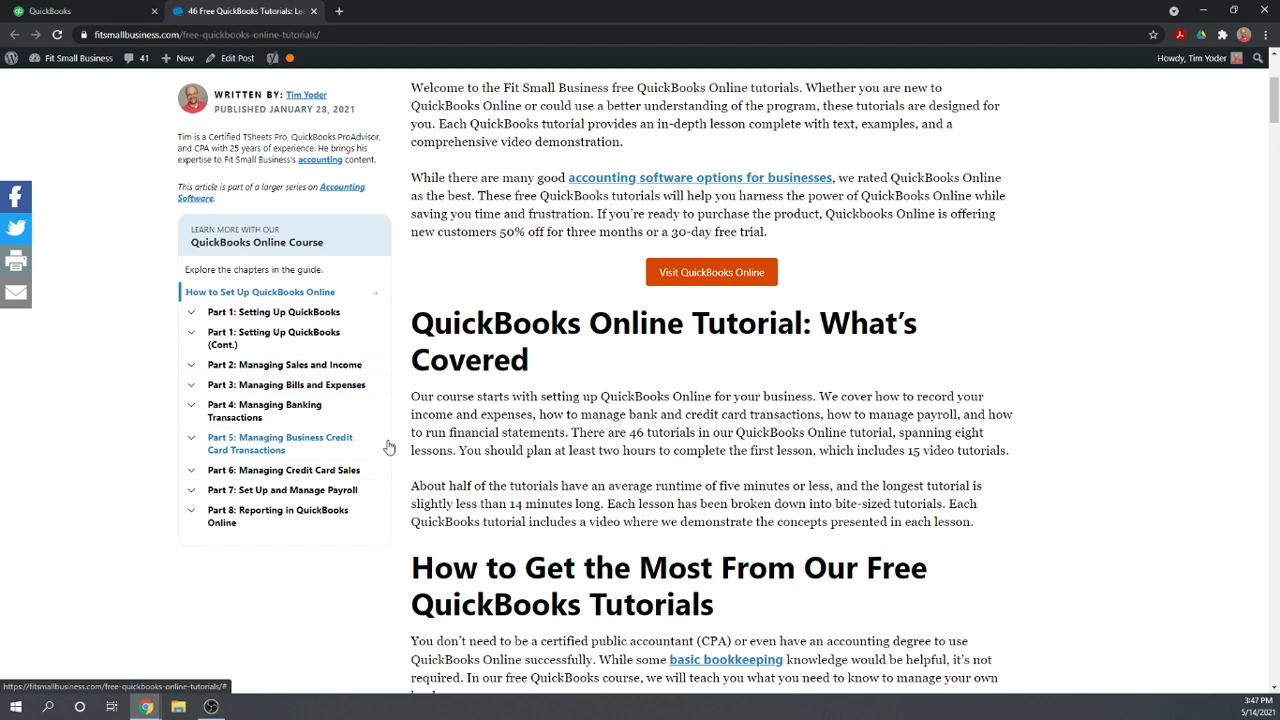 QuickBooks
46 Free QuickBooks Tutorials: Le
fitsmallbusiness.com/free-quickbooks-online-tutorials/
Fit Small Business 41 New Edit Post
Howdy, Tim Yoder
WRITTEN BY: Tim Yoder
PUBLISHED JANUARY 28, 2021
Tim is a Certified TSheets Pro, QuickBooks ProAdvisor,
and CPA with 25 years of experience. He brings his
expertise to Fit Small Business's accounting content.
This article is part of a larger series on Accounting
Software.
LEARN MORE WITH OUR
QuickBooks Online Course
Explore the chapters in the guide.
How to Set Up QuickBooks Online
Part 1: Setting Up QuickBooks
Part 1: Setting Up QuickBooks
(Cont.)
Part 2: Managing Sales and Income
Part 3: Managing Bills and Expenses
Part 4: Managing Banking
Transactions
Part 5: Managing Business Credit
Card Transactions
Part 6: Managing Credit Card Sales
Part 7: Set Up and Manage Payroll
Part 8: Reporting in QuickBooks
Online
Welcome to the Fit Small Business free QuickBooks Online tutorials. Whether you are new to
QuickBooks Online or could use a better understanding of the program, these tutorials are designed for
you. Each QuickBooks tutorial provides an in-depth lesson complete with text, examples, and a
comprehensive video demonstration.
While there are many good accounting software options for businesses, we rated QuickBooks Online
as the best. These free QuickBooks tutorials will help you harness the power of QuickBooks Online while
saving you time and frustration. If you're ready to purchase the product, Quickbooks Online is offering
new customers 50% off for three months or a 30-day free trial.
Visit QuickBooks Online
QuickBooks Online Tutorial: What's
Covered
Our course starts with setting up QuickBooks Online for your business. We cover how to record your
income and expenses, how to manage bank and credit card transactions, how to manage payroll, and how
to run financial statements. There are 46 tutorials in our QuickBooks Online tutorial, spanning eight
lessons. You should plan at least two hours to complete the first lesson, which includes 15 video tutorials.
About half of the tutorials have an average runtime of five minutes or less, and the longest tutorial is
slightly less than 14 minutes long. Each lesson has been broken down into bite-sized tutorials. Each
QuickBooks tutorial includes a video where we demonstrate the concepts presented in each lesson.
How to Get the Most From Our Free
QuickBooks Tutorials
You don't need to be a certified public accountant (CPA) or even have an accounting degree to use
QuickBooks Online successfully. While some basic bookkeeping knowledge would be helpful, it's not
required. In our free QuickBooks course, we will teach you what you need to know to manage your own
https://fitsmallbusiness.com/free-quickbooks-online-tutorials/#
3:47 PM
5/14/2021